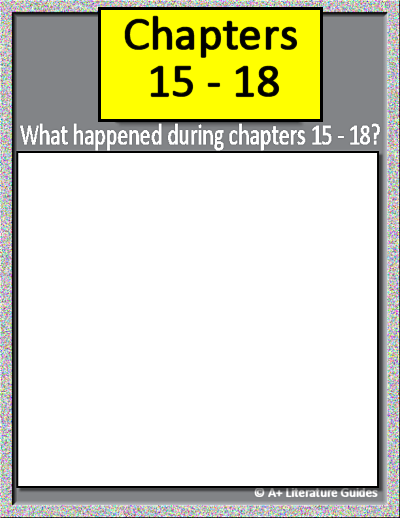 Chapters
15 - 18
What happened during chapters 15 - 18?
© A+ Literature Guides